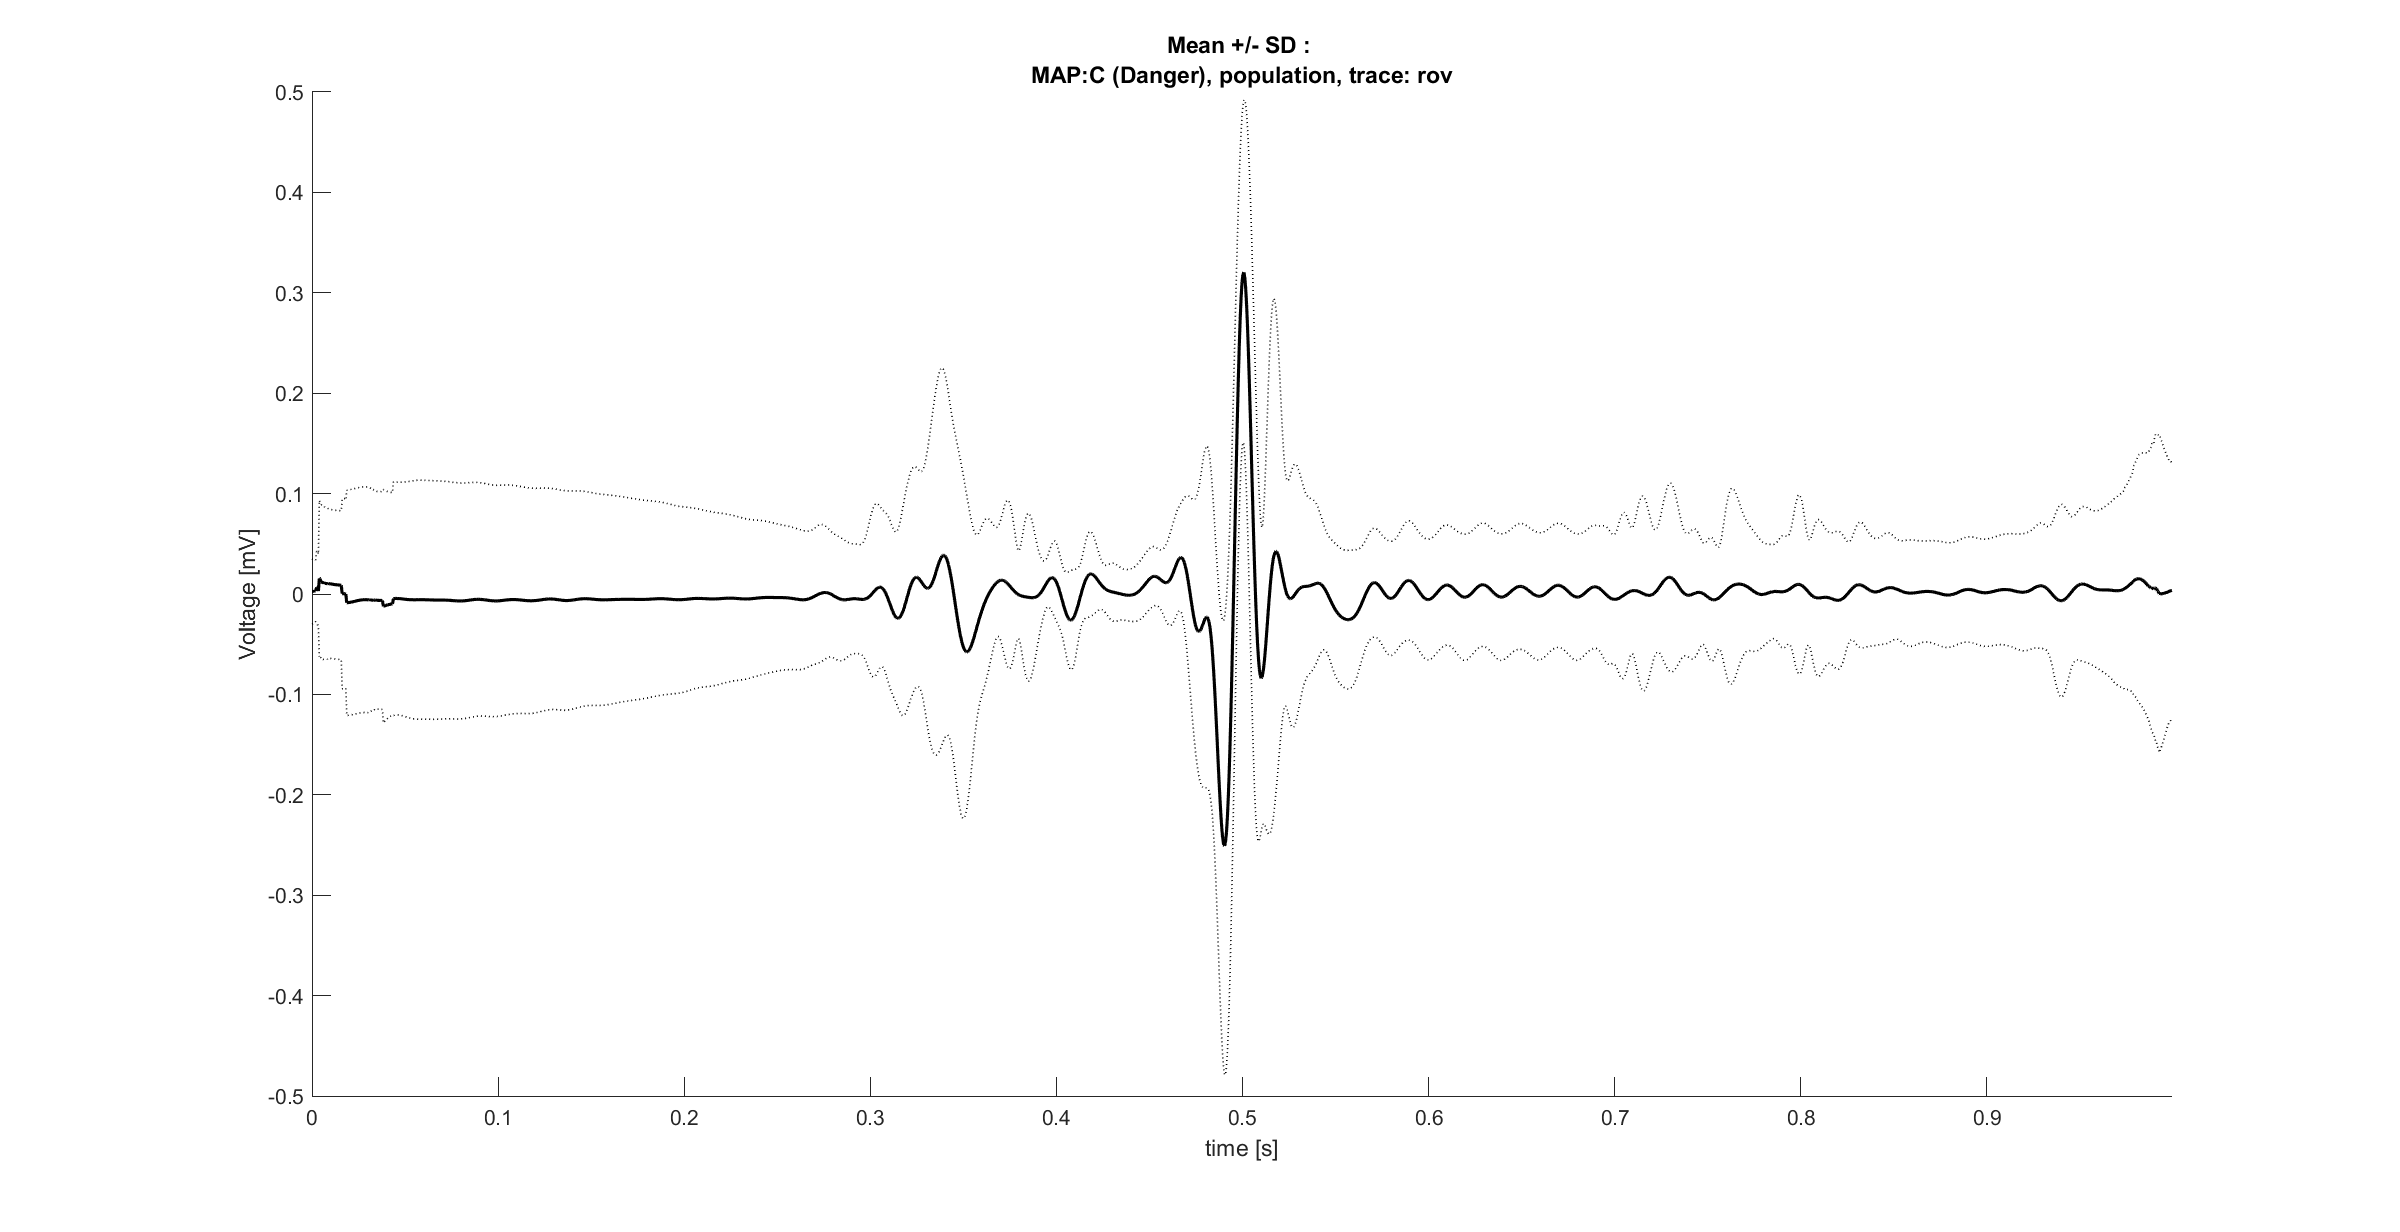 Mean +/- SD :
MAP:C (Danger), population, trace: rov
0.5
0.4
0.3
0.2
0.1
0
-0.1
-0.2
-0.3
-0.4
-0.5
Voltage [mV]
0 0.1 0.2 0.3 0.4 0.5 0.6 0.7 0.8 0.9
time [s]